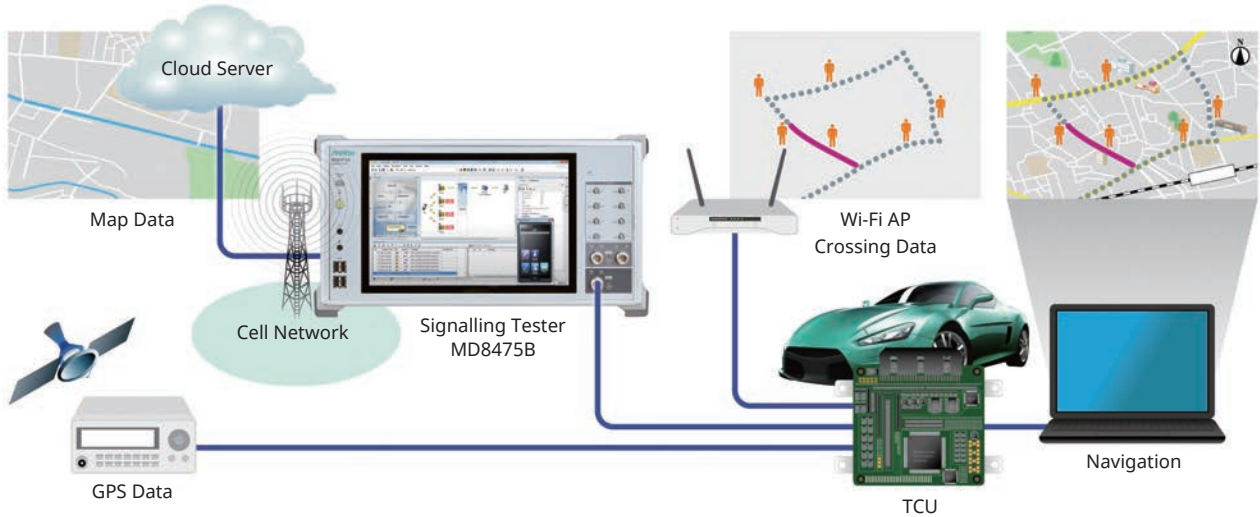 Cloud Server
N
Map Data
Wi-Fi AP
Crossing Data
Cell Network
Signalling Tester
MD8475B
Navigation
GPS Data
TCU